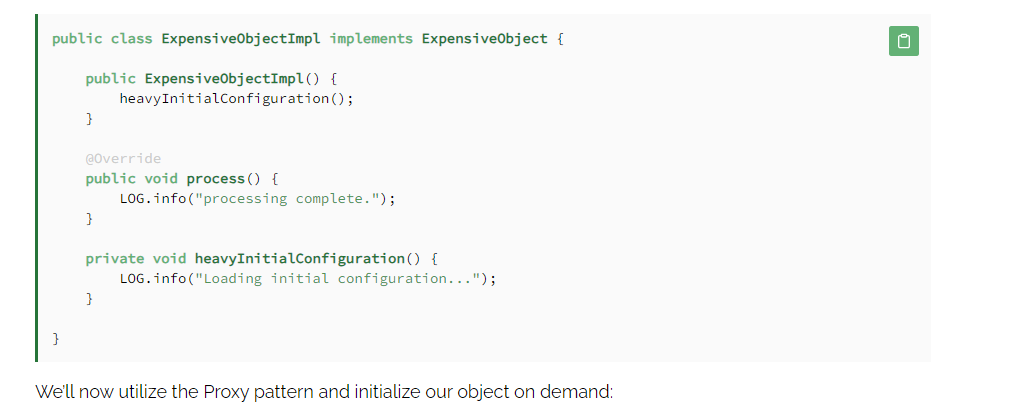 public class ExpensiveObjectImpl implements ExpensiveObject {
public ExpensiveObjectImpl() {
heavyInitialConfiguration();
}
@Override
public void process() {
LOG.info("processing complete.");
}
private void heavyInitialConfiguration() {
LOG.info("Loading initial configuration...");
}
}
We'll now utilize the Proxy pattern and initialize our object on demand: